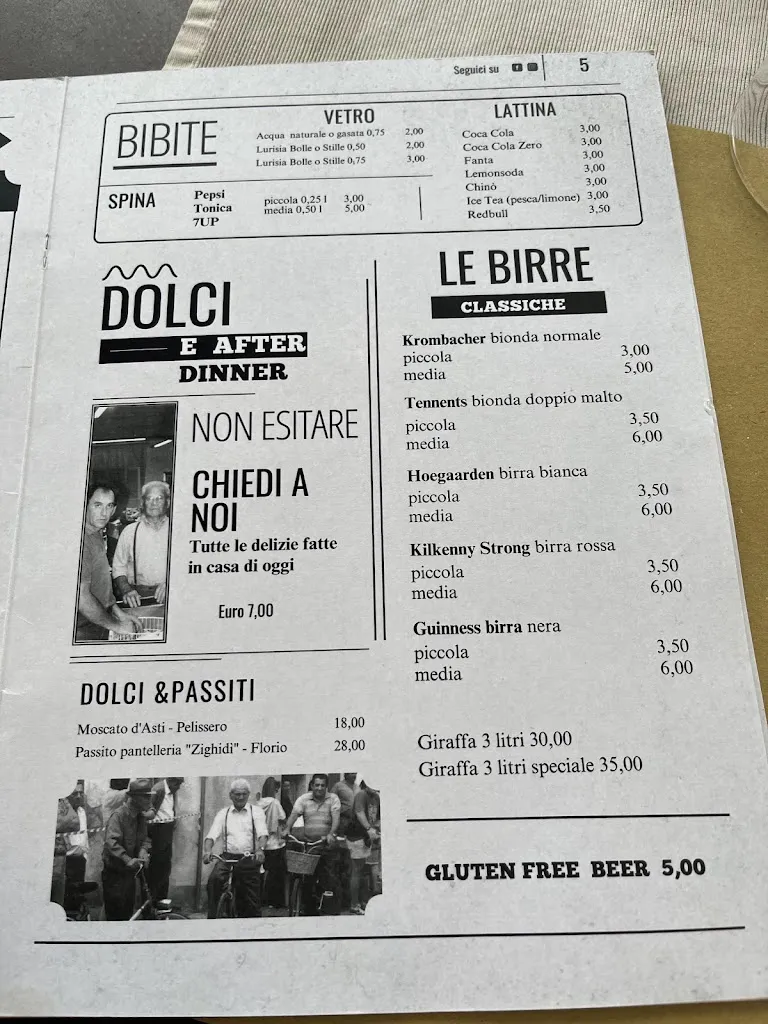 Seguici su
5
BIBITE
VETRO
Acqua naturale o gasata 0,75 2,00
Lurisia Bolle o Stille 0,50 2,00
Lurisia Bolle o Stille 0,75 3,00
LATTINA
Coca Cola 3,00
Coca Cola Zero 3,00
Fanta 3,00
Lemonsoda 3,00
Chinò 3,00
Ice Tea (pesca/limone) 3,00
Redbull 3,50
SPINA
Pepsi
Tonica
7UP
piccola 0,25 l 3,00
media 0,50 l 5,00
DOLCI
E AFTER
DINNER
NON ESITARE
CHIEDI A
NOI
Tutte le delizie fatte
in casa di oggi
Euro 7,00
DOLCI &PASSITI
Moscato d'Asti - Pelissero 18,00
Passito pantelleria "Zighidi" - Florio 28,00
LE BIRRE
CLASSICHE
Krombacher bionda normale
piccola 3,00
media 5,00
Tennents bionda doppio malto
piccola 3,50
media 6,00
Hoegaarden birra bianca
piccola 3,50
media 6,00
Kilkenny Strong birra rossa
piccola 3,50
media 6,00
Guinness birra nera
piccola 3,50
media 6,00
Giraffa 3 litri 30,00
Giraffa 3 litri speciale 35,00
GLUTEN FREE BEER 5,00